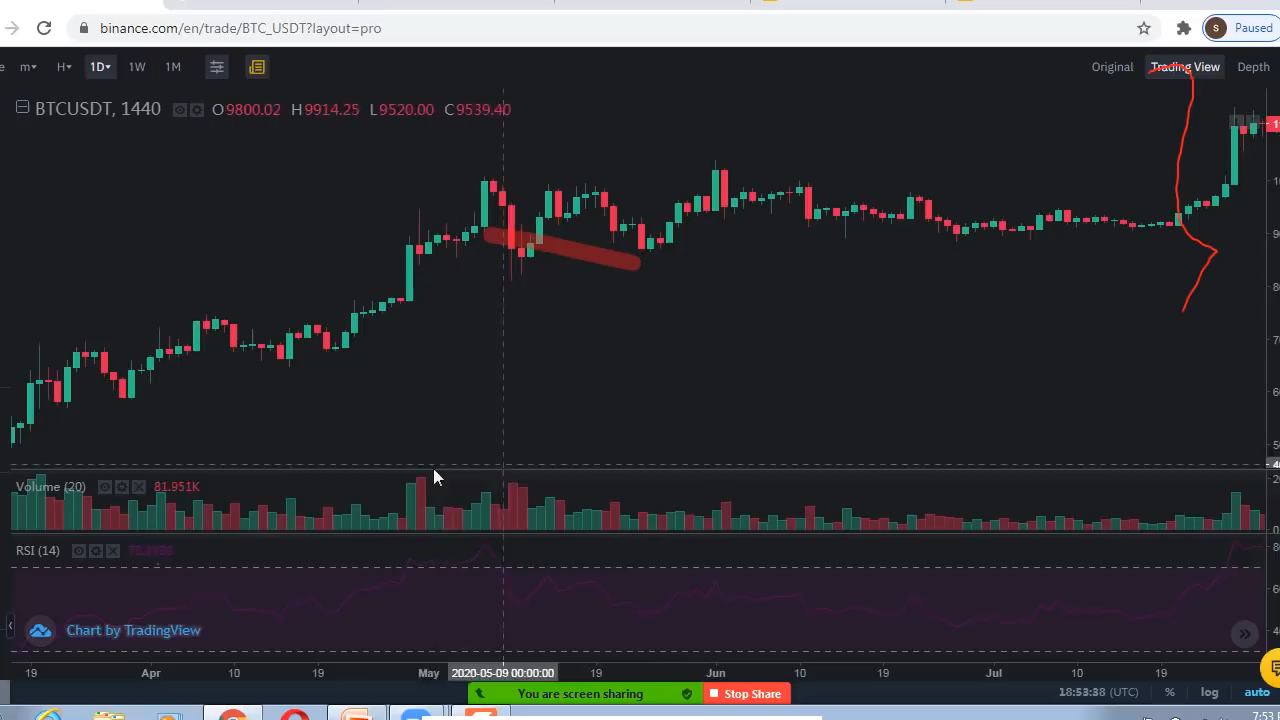 binance.com/en/trade/BTC_USDT?layout=pro
S Paused
e m H 1D 1W 1M
Original Trading View Depth
BTCUSDT, 1440 O9800.02 H9914.25 L9520.00 C9539.40
Volume (20) 81.951K
RSI (14)
Chart by TradingView
19 Apr 10 19 May 2020-05-09 00:00:00 19 Jun 10 19 Jul 10 19
You are screen sharing Stop Share
18:53:38 (UTC) % log auto